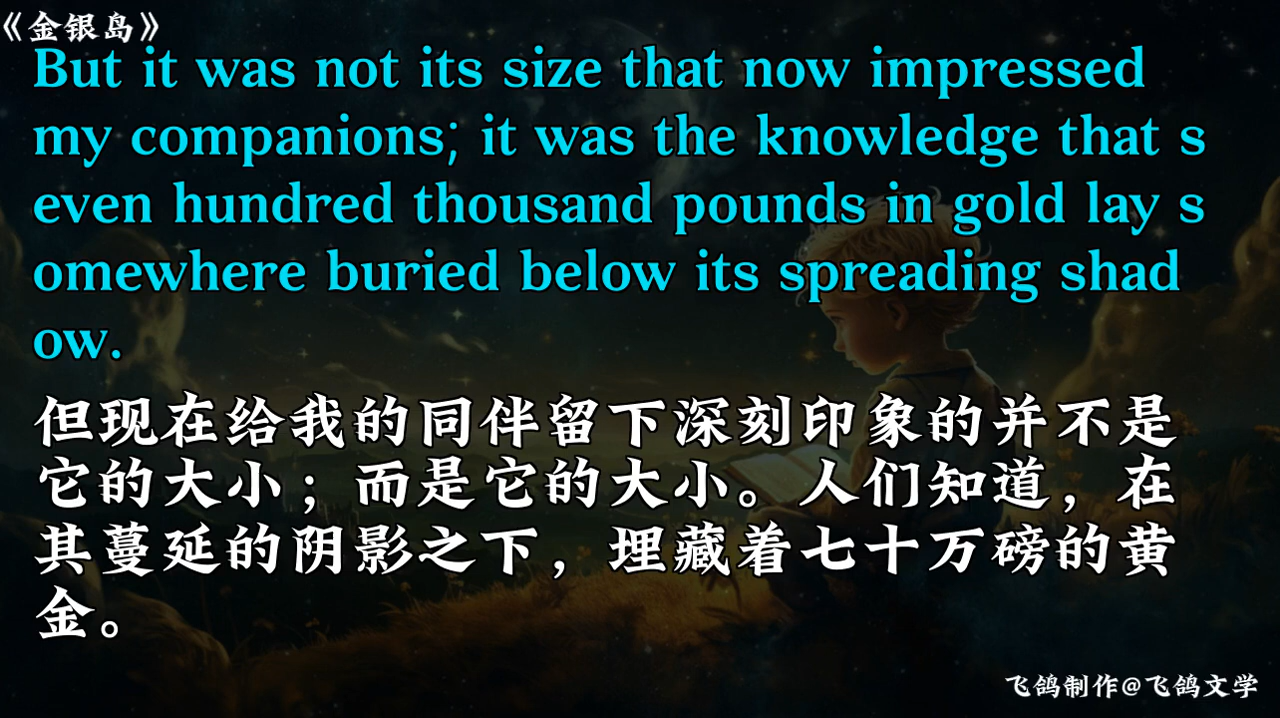 《金银岛》
But it was not its size that now impressed
my companions; it was the knowledge that s
even hundred thousand pounds in gold lay s
omewhere buried below its spreading shad
ow.
但现在给我的同伴留下深刻印象的并不是
它的大小；而是它的大小。人们知道，在
其蔓延的阴影之下，埋藏着七十万磅的黄
金。
飞鸽制作@飞鸽文学